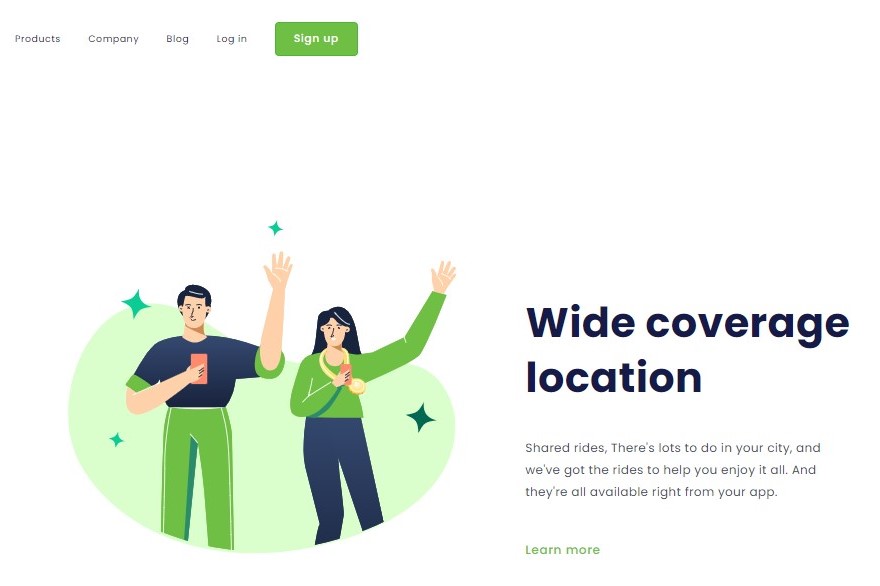 Products Company Blog Log in Sign up
Wide coverage
location
Shared rides, There's lots to do in your city, and
we've got the rides to help you enjoy it all. And
they're all available right from your app.
Learn more